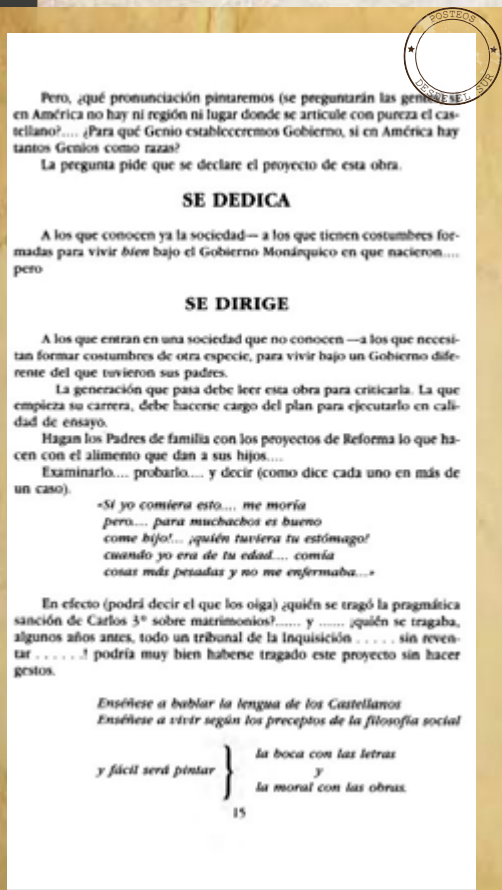 POSTEOS
DESDE EL SUR
Pero, ¿qué pronunciación pintaremos (se preguntarán las gentes) si
en América no hay ni región ni lugar donde se articule con pureza el cas-
tellano?.... ¿Para qué Genio estableceremos Gobierno, si en América hay
tantos Genios como razas?
La pregunta pide que se declare el proyecto de esta obra.
SE DEDICA
A los que conocen ya la sociedad— a los que tienen costumbres for-
madas para vivir bien bajo el Gobierno Monárquico en que nacieron....
pero
SE DIRIGE
A los que entran en una sociedad que no conocen —a los que necesi-
tan formar costumbres de otra especie, para vivir bajo un Gobierno dife-
rente del que tuvieron sus padres.
La generación que pasa debe leer esta obra para criticarla. La que
empieza su carrera, debe hacerse cargo del plan para ejecutarlo en cali-
dad de ensayo.
Hagan los Padres de familia con los proyectos de Reforma lo que ha-
cen con el alimento que dan a sus hijos....
Examinarlo.... probarlo.... y decir (como dice cada uno en más de
un caso).
«Si yo comiera esto.... me moría
pero.... para muchachos es bueno
come hijo!... ¡quién tuviera tu estómago!
cuando yo era de tu edad.... comía
cosas más pesadas y no me enfermaba...»
En efecto (podrá decir el que los oiga) ¿quién se tragó la pragmática
sanción de Carlos 3º sobre matrimonios?...... y ...... ¡quién se tragaba,
algunos años antes, todo un tribunal de la Inquisición . . . . . sin reven-
tar . . . . . .! podría muy bien haberse tragado este proyecto sin hacer
gestos.
Enséñese a hablar la lengua de los Castellanos
Enséñese a vivir según los preceptos de la filosofía social
y fácil será pintar } la boca con las letras
y
la moral con las obras.
15